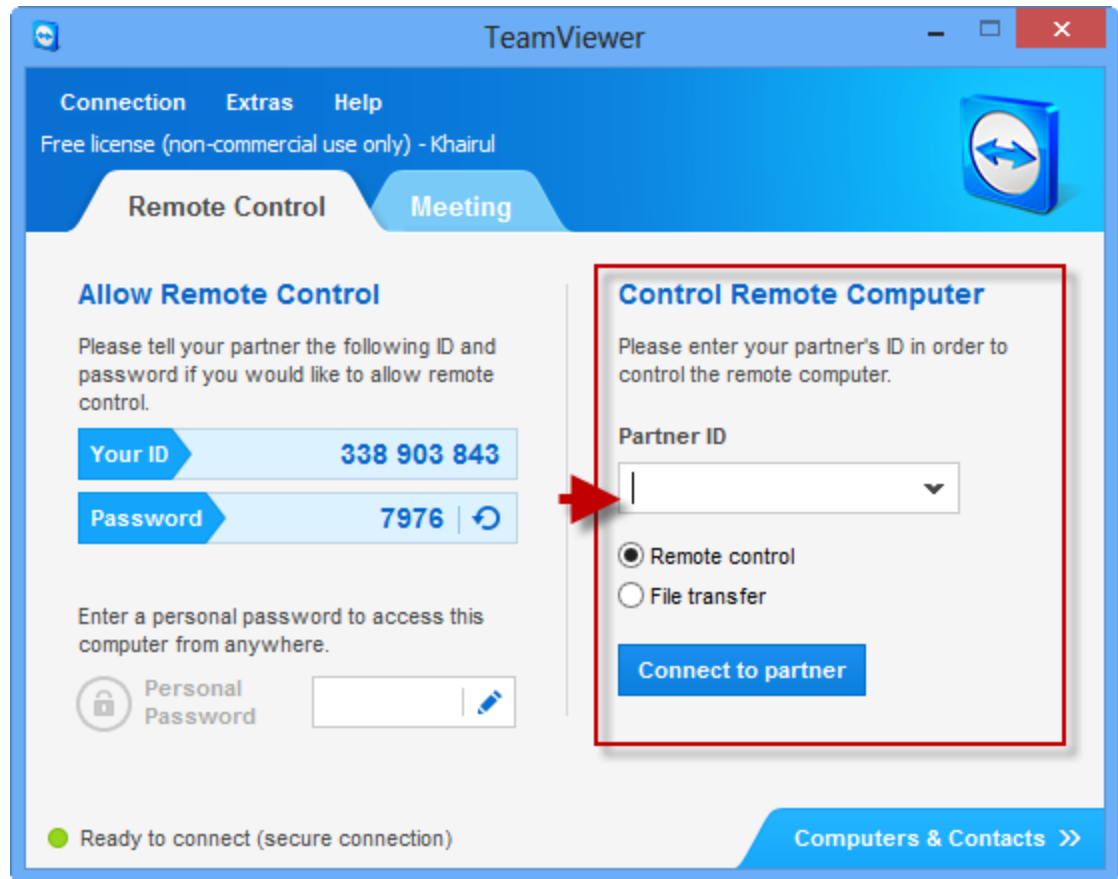 TeamViewer
Connection Extras Help
Free license (non-commercial use only) - Khairul
Remote Control Meeting
Allow Remote Control
Please tell your partner the following ID and
password if you would like to allow remote
control.
Your ID 338 903 843
Password 7976
Enter a personal password to access this
computer from anywhere.
Personal
Password
Control Remote Computer
Please enter your partner's ID in order to
control the remote computer.
Partner ID
Remote control
File transfer
Connect to partner
Ready to connect (secure connection)
Computers & Contacts